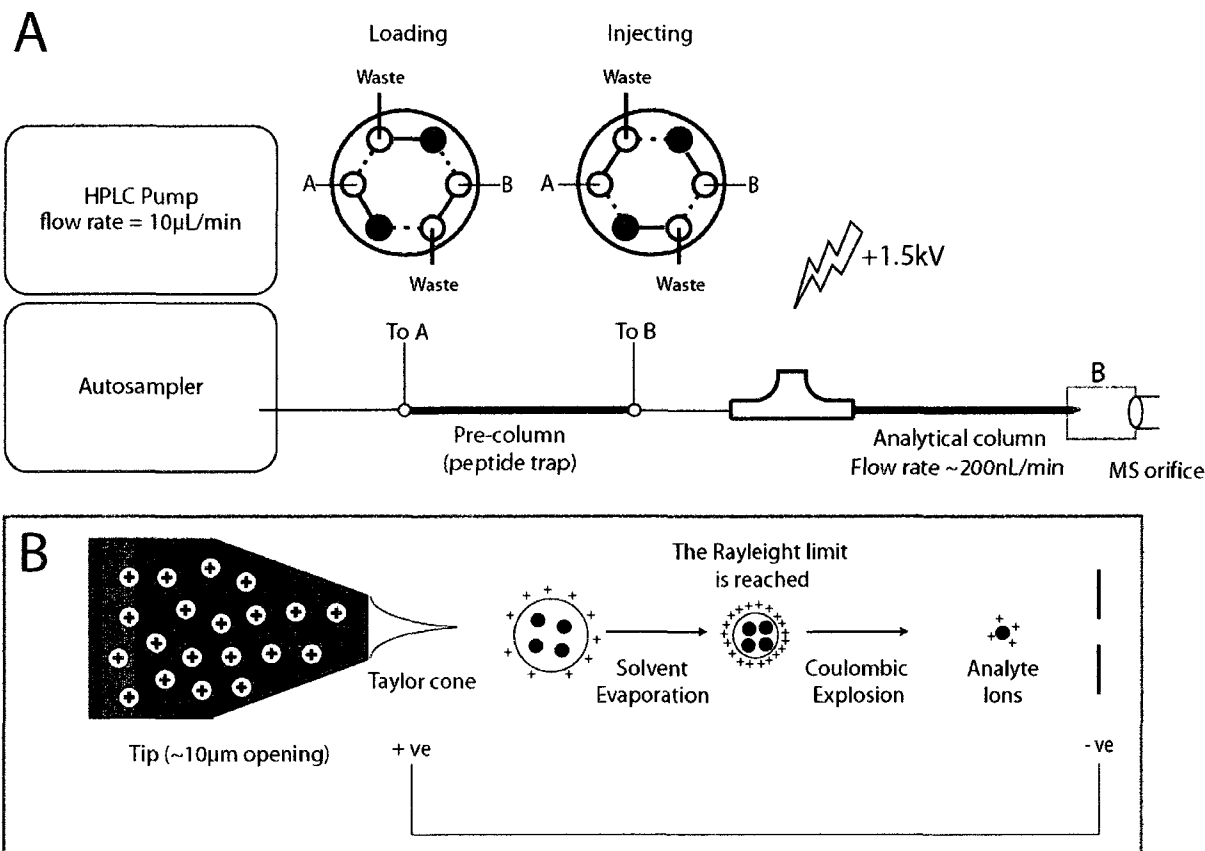 A
Loading
Injecting
Waste
Waste
HPLC Pump
flow rate = 10µL/min
A
B
A
B
Waste
Waste
+1.5kV
Autosampler
To A
To B
B
Pre-column
(peptide trap)
Analytical column
Flow rate ~200nL/min
MS orifice
B
The Rayleight limit
is reached
Taylor cone
Solvent
Evaporation
Coulombic
Explosion
Analyte
Ions
Tip (~10µm opening)
+ ve
- ve